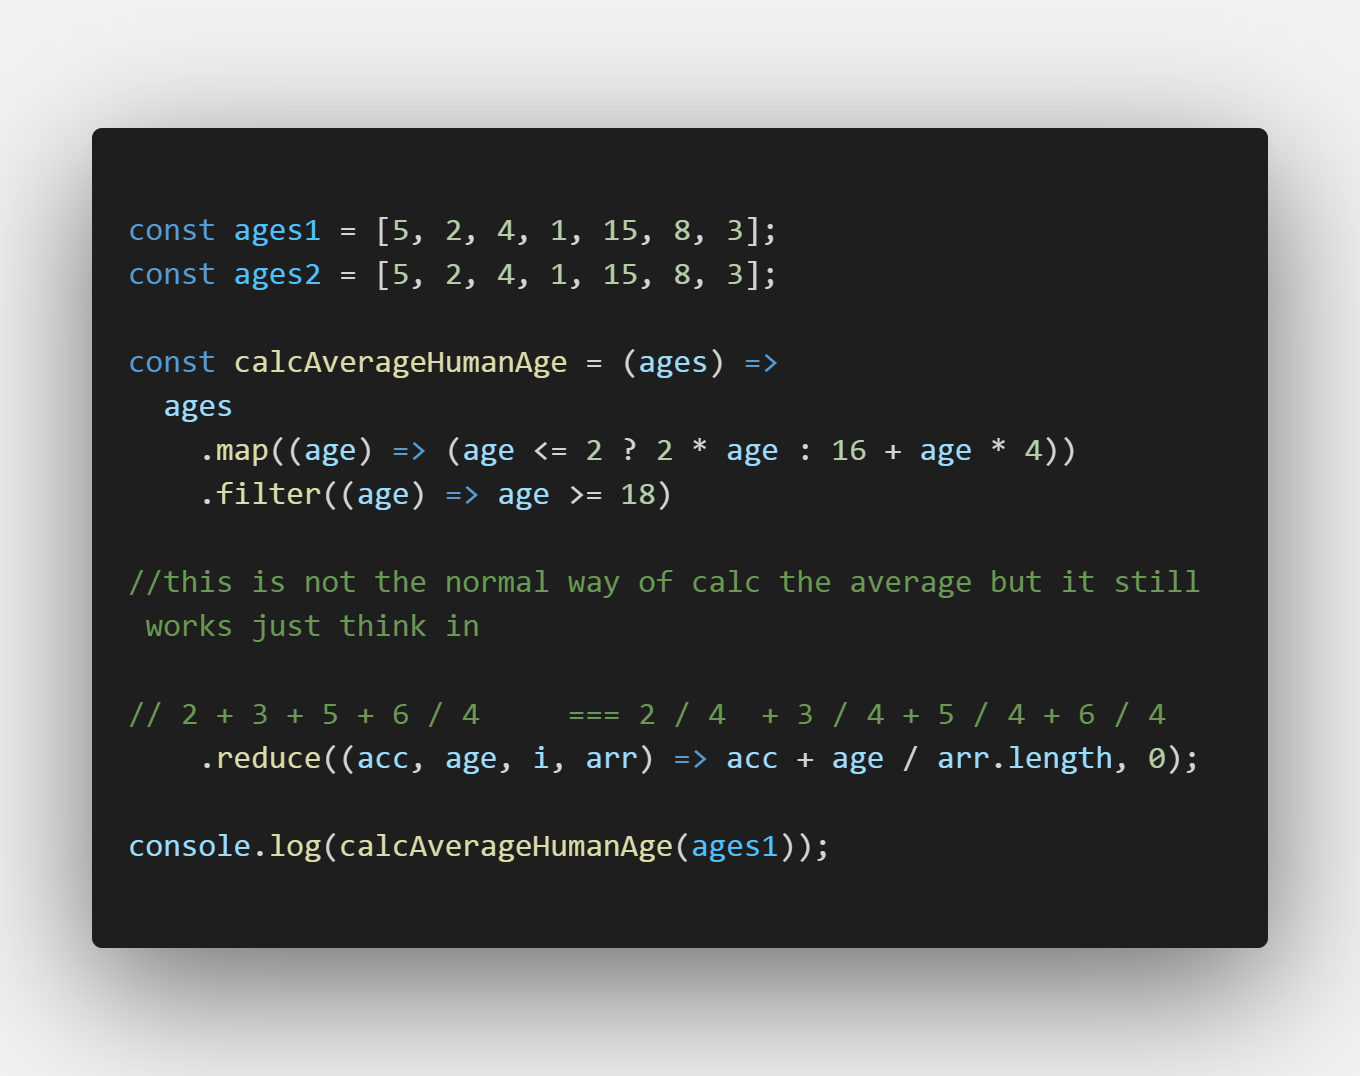 const ages1 = [5, 2, 4, 1, 15, 8, 3];
const ages2 = [5, 2, 4, 1, 15, 8, 3];
const calcAverageHumanAge = (ages) =>
  ages
    .map((age) => (age <= 2 ? 2 * age : 16 + age * 4))
    .filter((age) => age >= 18)
//this is not the normal way of calc the average but it still
 works just think in
// 2 + 3 + 5 + 6 / 4     === 2 / 4  + 3 / 4 + 5 / 4 + 6 / 4
    .reduce((acc, age, i, arr) => acc + age / arr.length, 0);
console.log(calcAverageHumanAge(ages1));